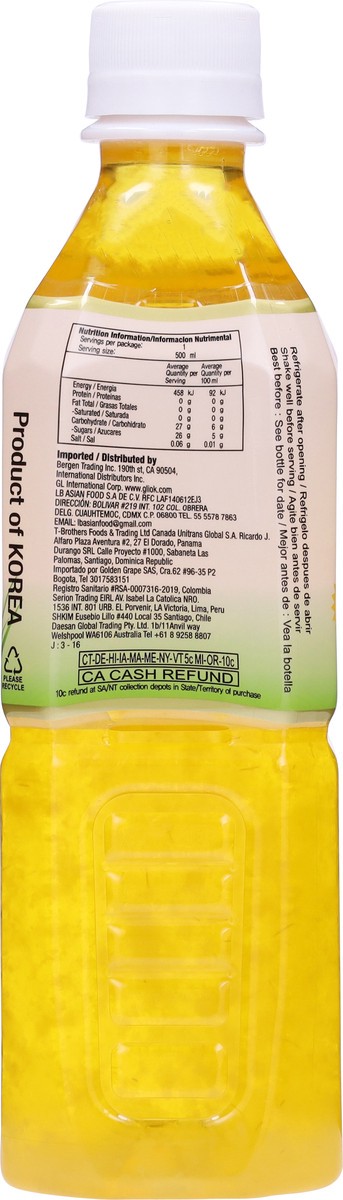 Nutrition Information/Informacion Nutrimental
Servings per package: 1
Serving size: 500 ml
Average Quantity per Serving Average Quantity per 100 ml
Energy / Energia 458 kJ 92 kJ
Protein / Proteinas 0 g 0 g
Fat Total / Grasas Totales 0 g 0 g
-Saturated / Saturada 0 g 0 g
Carbohydrate / Carbohidrato 27 g 6 g
-Sugars / Azucares 26 g 5 g
Salt / Sal 0.06 g 0.01 g
Imported / Distributed by
Bergen Trading Inc. 190th st, CA 90504,
International Distributors Inc.
GL International Corp. www.gliok.com
LB ASIAN FOOD S.A DE C.V. RFC LAF140612EJ3
DIRECCIÓN: BOLIVAR #219 INT. 102 COL. OBRERA
DELG. CUAUHTEMOC, CDMX C.P. 06800 TEL. 55 5578 7863
EMAIL: lbasianfood@gmail.com
T-Brothers Foods & Trading Ltd Canada Unitrans Global S.A. Ricardo J.
Alfaro Plaza Aventura #2, 27 El Dorado, Panama
Durango SRL Calle Proyecto #1000, Sabaneta Las
Palomas, Santiago, Dominica Republic
Importado por Golden Grape SAS, Cra.62 #96-35 P2
Bogota, Tel 3017583151
Registro Sanitario #RSA-0007316-2019, Colombia
Serion Trading EIRL AV. Isabel La Catolica NRO.
1536 INT. 801 URB. EL Porvenir, LA Victoria, Lima, Peru
SHKIM Eusebio Lillo #440 Local 35 Santiago, Chile
Daesan Global Trading Pty. Ltd. 1b/11Anvil way
Welshpool WA6106 Australia Tel +61 8 9258 8807
J : 3 - 16
CT-DE-HI-IA-MA-ME-NY-VT 5c MI-OR-10c
CA CASH REFUND
10c refund at SA/NT collection depots in State/Territory of purchase
Product of KOREA
PLEASE
RECYCLE
Refrigerate after opening / Refrigelo despues de abrir
Shake well before serving / Agite bien antes de servir
Best before : See bottle for date / Mejor antes de : Vea la botella